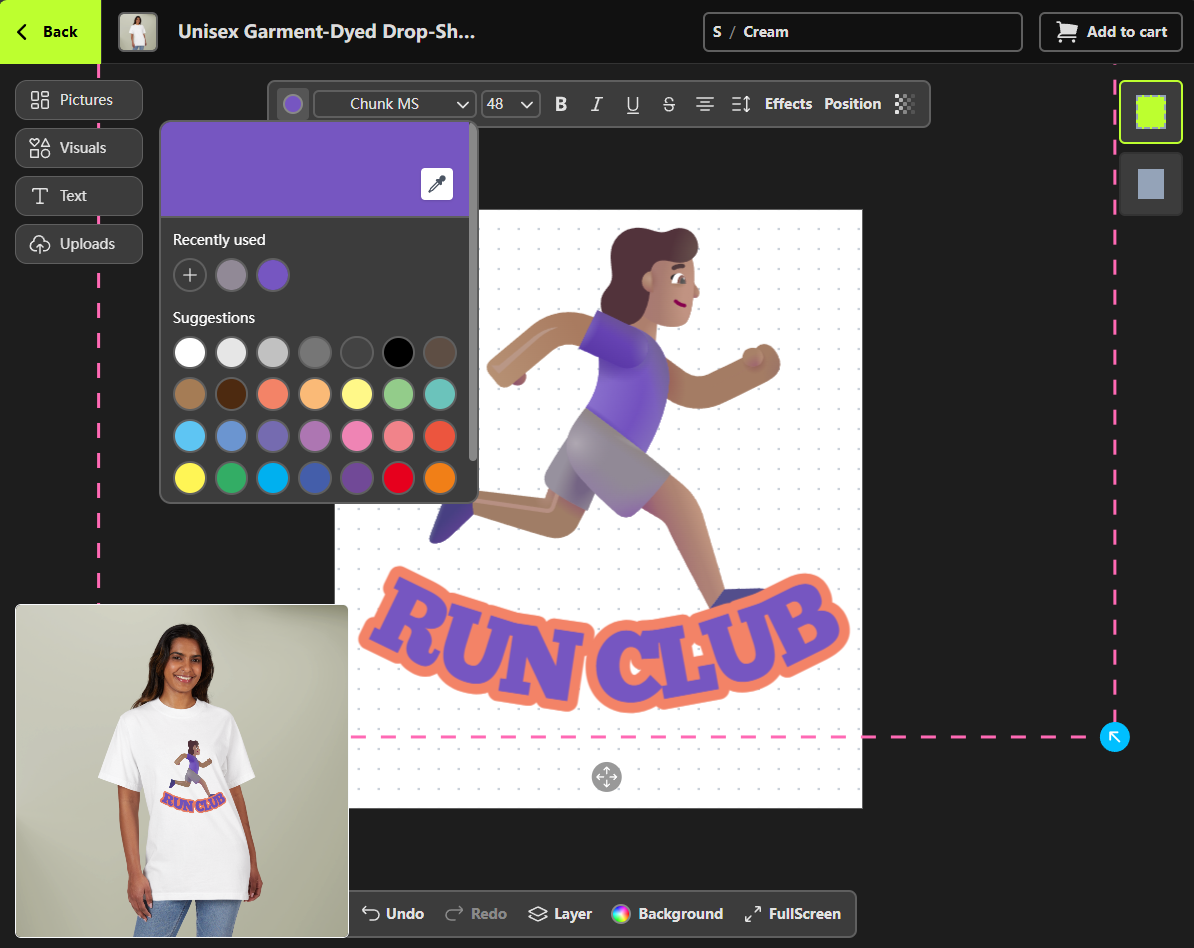 Back
Unisex Garment-Dyed Drop-Sh...
S / Cream
Add to cart
Pictures
Visuals
Text
Uploads
Chunk MS
48
B
I
U
S
Effects
Position
Recently used
Suggestions
RUN CLUB
RUN CLUB
Undo
Redo
Layer
Background
FullScreen